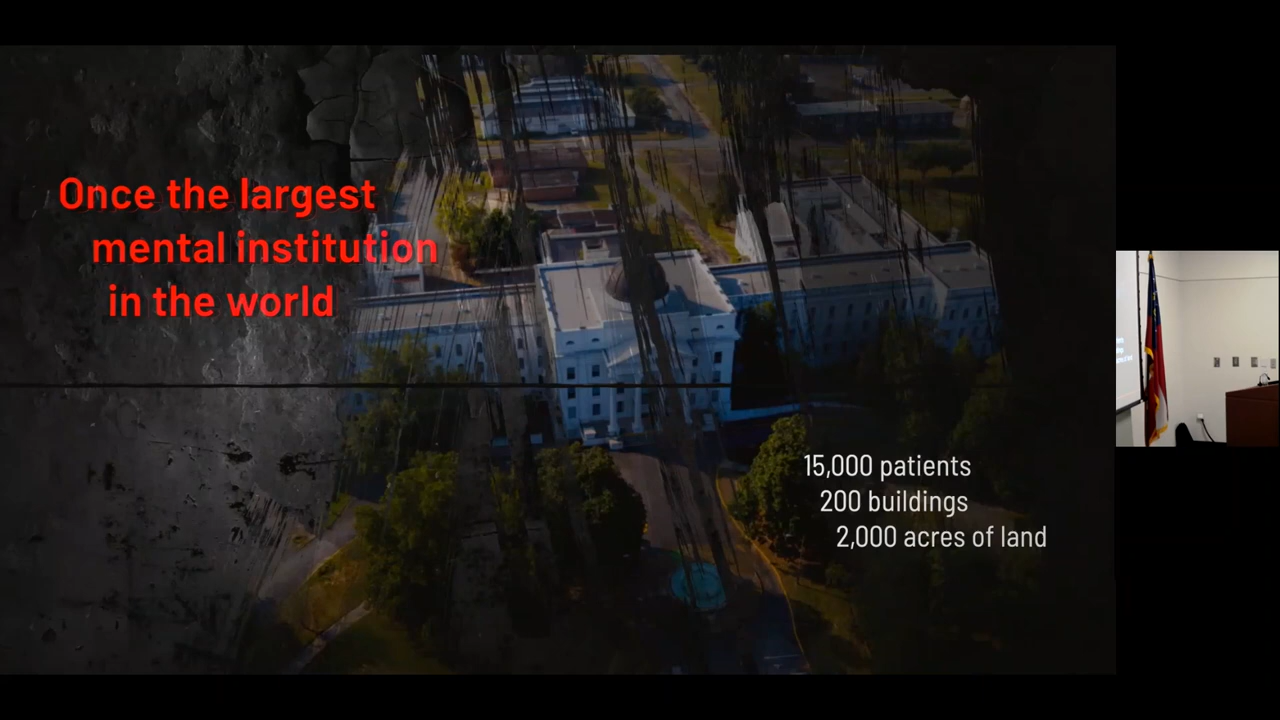 Once the largest
mental institution
in the world
15,000 patients
200 buildings
2,000 acres of land